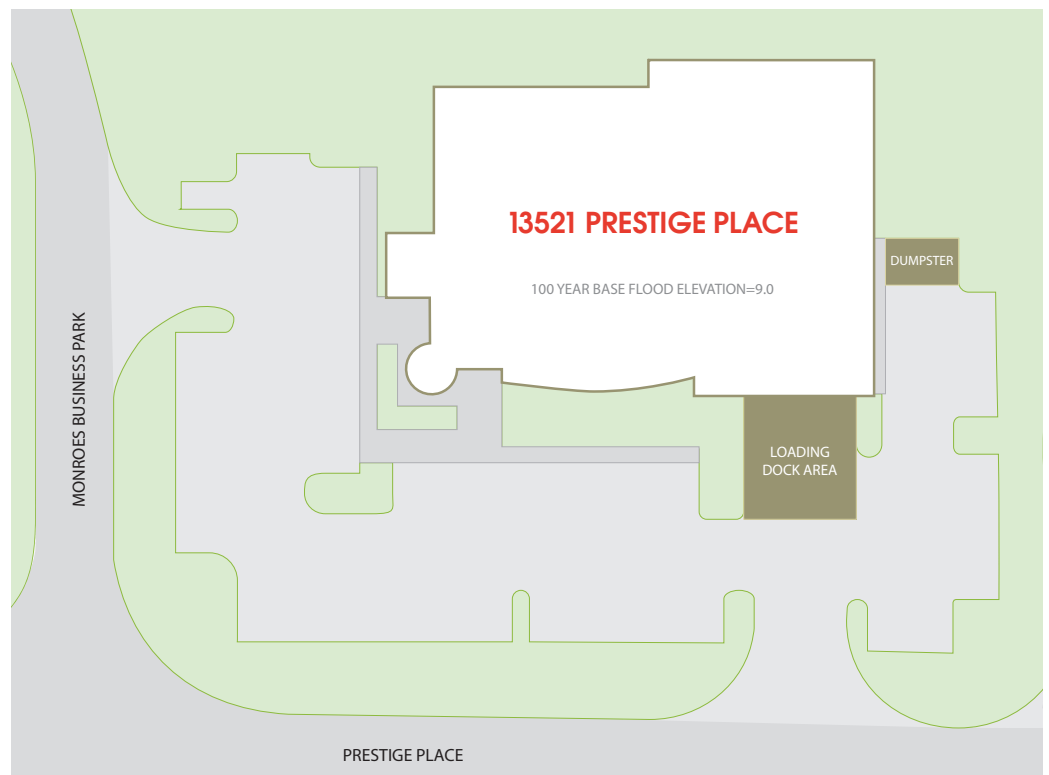 13521 PRESTIGE PLACE
100 YEAR BASE FLOOD ELEVATION=9.0
DUMPSTER
MONROES BUSINESS PARK
LOADING
DOCK AREA
PRESTIGE PLACE